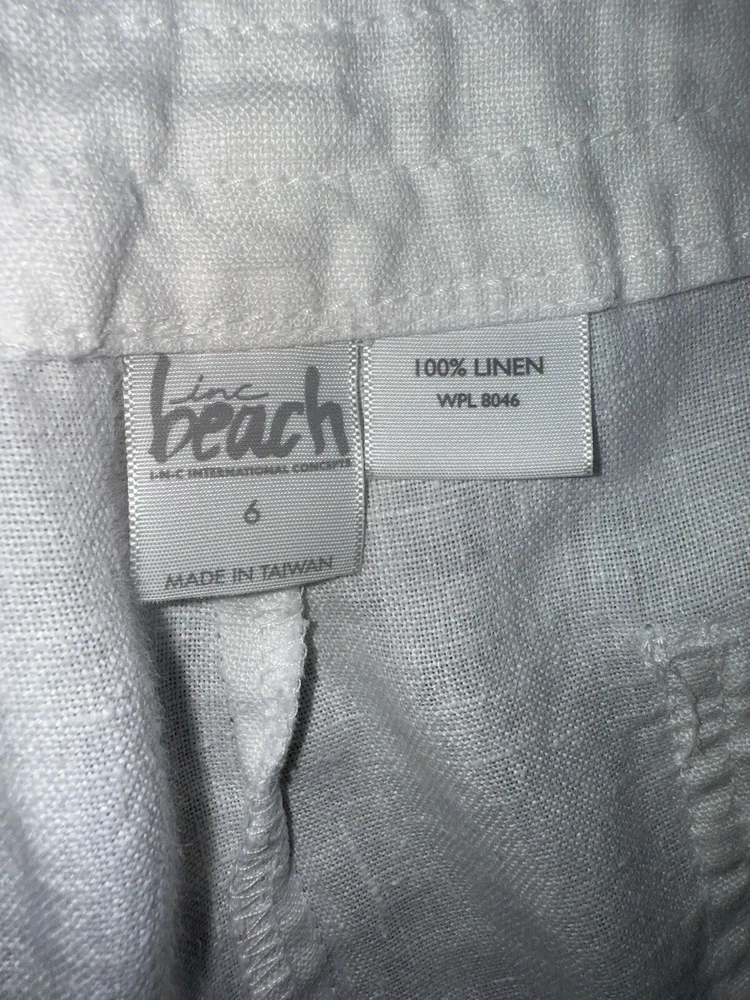 inc
beach
I·N·C INTERNATIONAL CONCEPTS
6
MADE IN TAIWAN
100% LINEN
WPL 8046